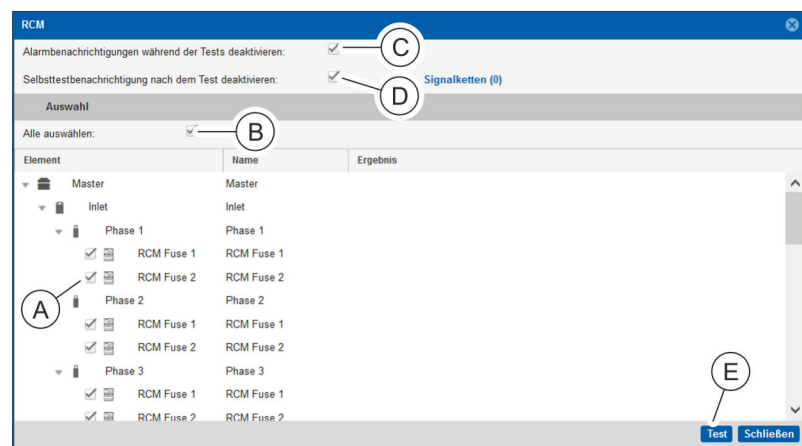 RCM
Alarmbenachrichtigungen während der Tests deaktivieren:
C
Selbsttestbenachrichtigung nach dem Test deaktivieren:
Signalketten (0)
D
Auswahl
Alle auswählen:
B
Element Name Ergebnis
Master Master
Inlet Inlet
Phase 1 Phase 1
RCM Fuse 1 RCM Fuse 1
RCM Fuse 2 RCM Fuse 2
A
Phase 2 Phase 2
RCM Fuse 1 RCM Fuse 1
RCM Fuse 2 RCM Fuse 2
Phase 3 Phase 3
E
RCM Fuse 1 RCM Fuse 1
RCM Fuse 2 RCM Fuse 2
Test Schließen